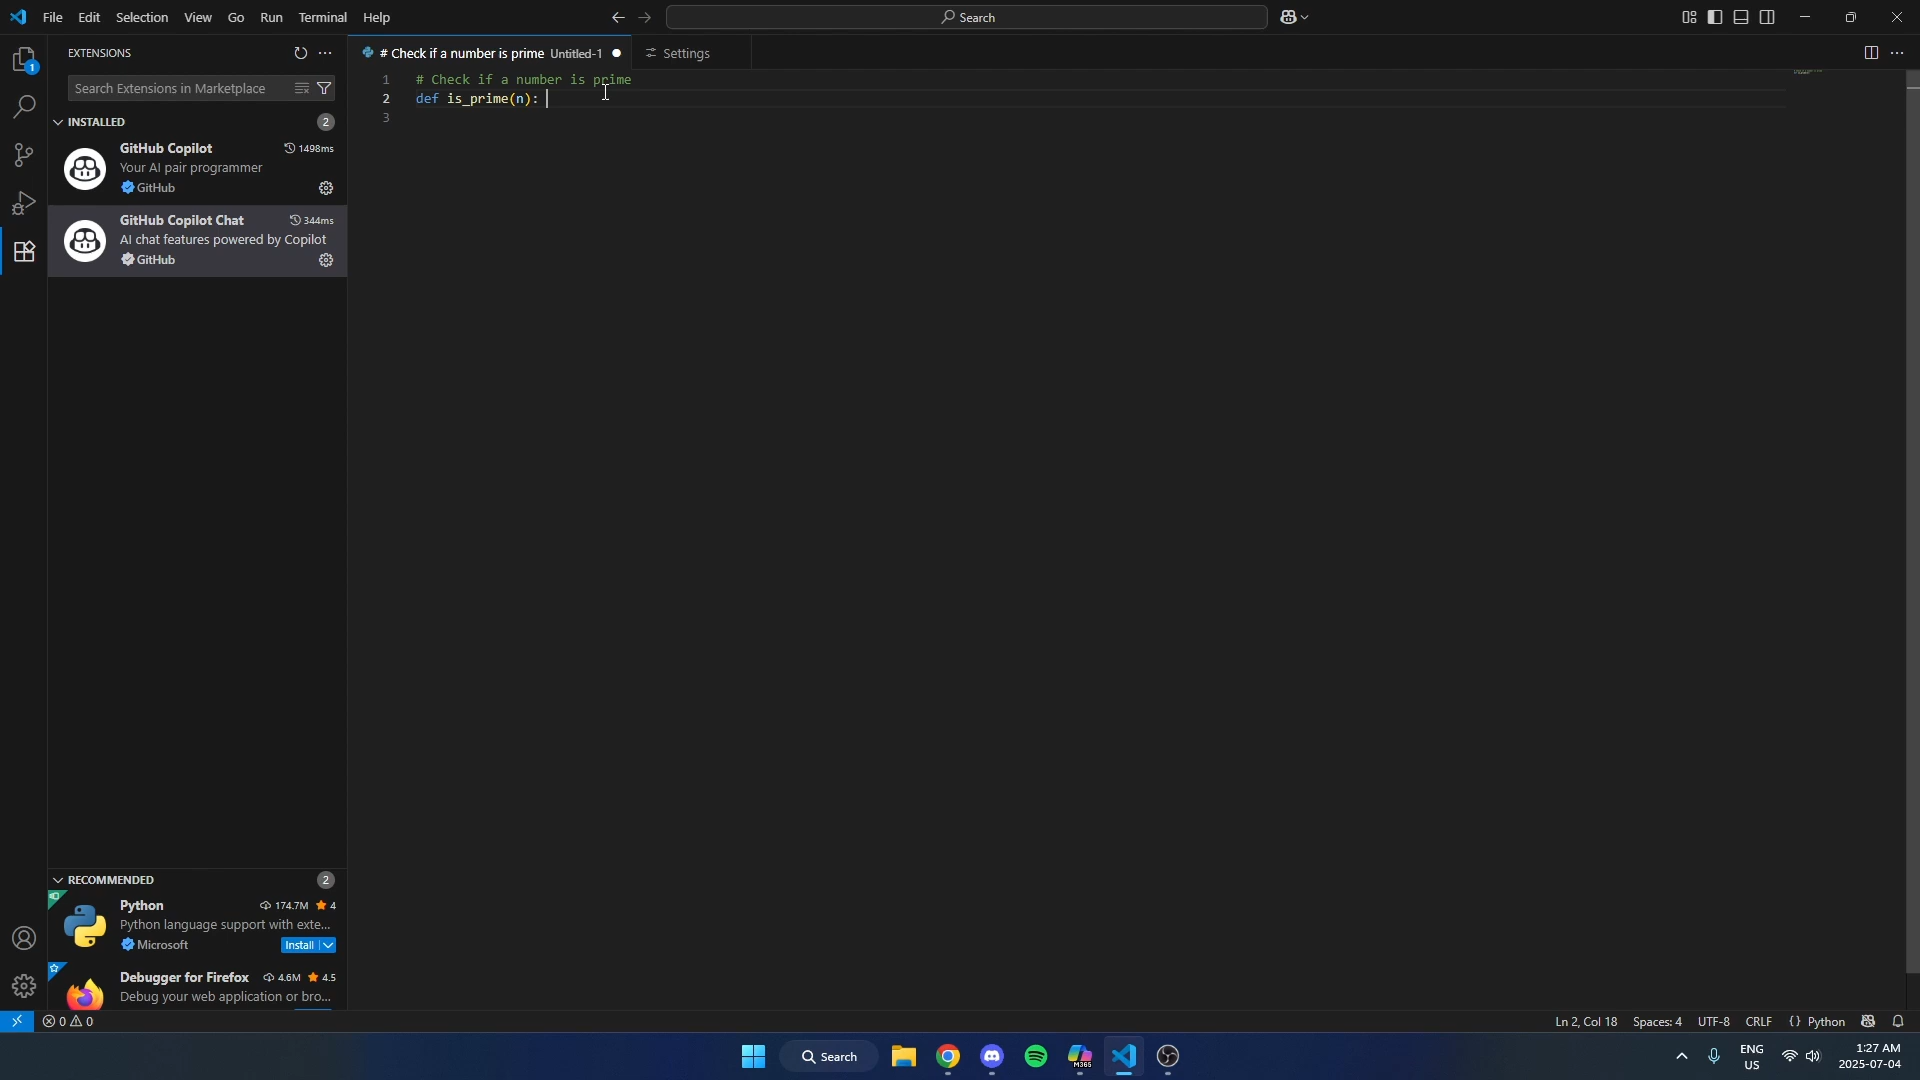 File Edit Selection View Go Run Terminal Help
Search
EXTENSIONS
Search Extensions in Marketplace
INSTALLED 2
GitHub Copilot 1498ms
Your AI pair programmer
GitHub
GitHub Copilot Chat 344ms
AI chat features powered by Copilot
GitHub
# Check if a number is prime Untitled-1
Settings
1 # Check if a number is prime
2 def is_prime(n):
3
RECOMMENDED 2
Python 174.7M 4
Python language support with exte...
Microsoft Install
Debugger for Firefox 4.6M 4.5
Debug your web application or bro...
1
0 0
Ln 2, Col 18 Spaces: 4 UTF-8 CRLF {} Python
Search
M365
ENG
US
1:27 AM
2025-07-04